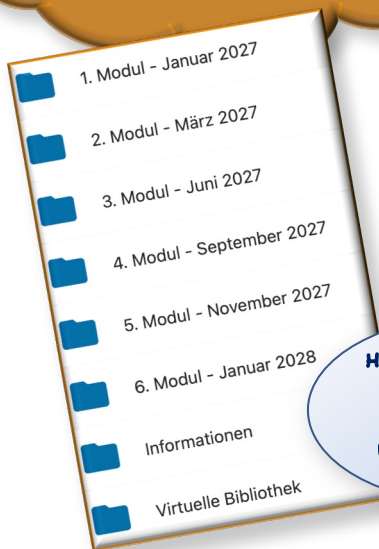 1. Modul - Januar 2027
2. Modul - März 2027
3. Modul - Juni 2027
4. Modul - September 2027
5. Modul - November 2027
6. Modul - Januar 2028
Informationen
Virtuelle Bibliothek